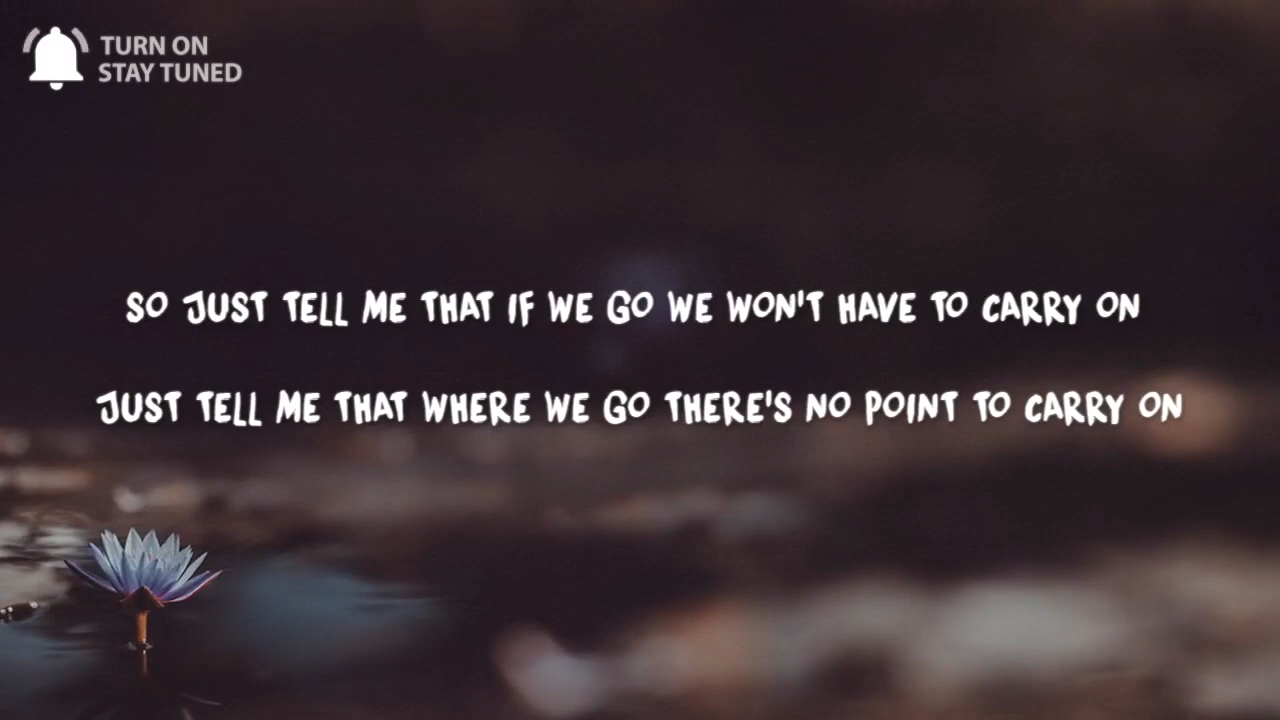 TURN ON
STAY TUNED
SO JUST TELL ME THAT IF WE GO WE WON'T HAVE TO CARRY ON
JUST TELL ME THAT WHERE WE GO THERE'S NO POINT TO CARRY ON